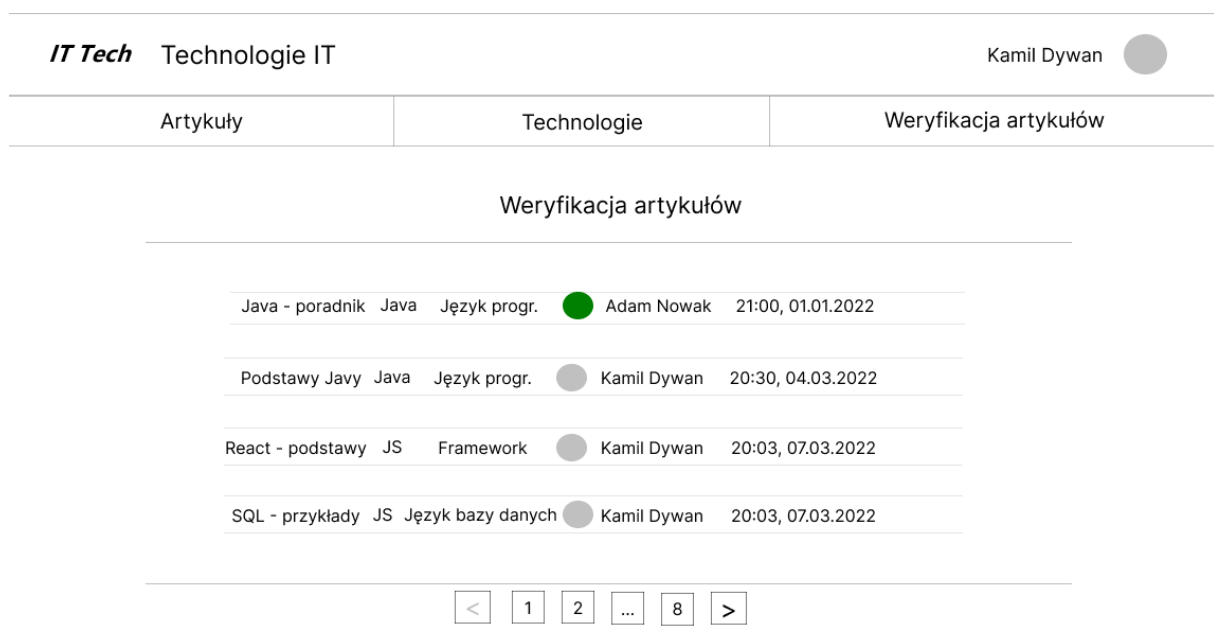 IT Tech Technologie IT Kamil Dywan
Artykuły Technologie Weryfikacja artykułów
Weryfikacja artykułów
Java - poradnik Java Język progr. Adam Nowak 21:00, 01.01.2022
Podstawy Javy Java Język progr. Kamil Dywan 20:30, 04.03.2022
React - podstawy JS Framework Kamil Dywan 20:03, 07.03.2022
SQL - przykłady JS Język bazy danych Kamil Dywan 20:03, 07.03.2022
< 1 2 ... 8 >